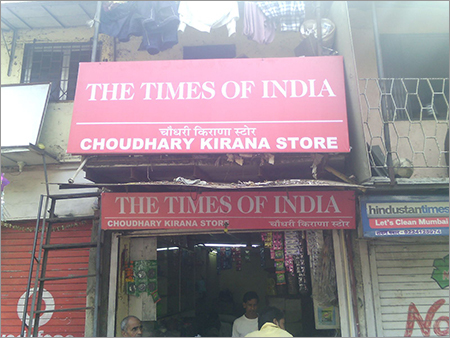 THE TIMES OF INDIA
चौधरी किराणा स्टोर
CHOUDHARY KIRANA STORE
THE TIMES OF INDIA
CHOUDHARY KIRANA STORE चौधरी किराणा स्टोर
hindustantimes
Let's Clean Mumbai
No